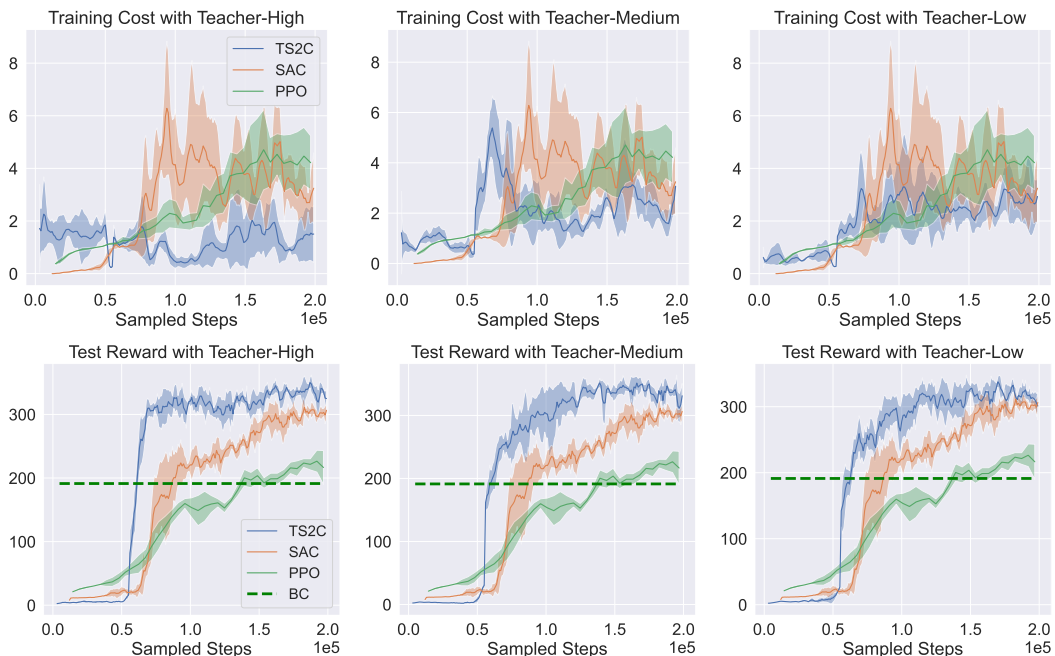 Training Cost with Teacher-High
8
6
4
2
0
TS2C
SAC
PPO
0.0 0.5 1.0 1.5 2.0
Sampled Steps 1e5
Training Cost with Teacher-Medium
8
6
4
2
0
0.0 0.5 1.0 1.5 2.0
Sampled Steps 1e5
Training Cost with Teacher-Low
8
6
4
2
0
0.0 0.5 1.0 1.5 2.0
Sampled Steps 1e5
Test Reward with Teacher-High
300
200
100
0
TS2C
SAC
PPO
BC
0.0 0.5 1.0 1.5 2.0
Sampled Steps 1e5
Test Reward with Teacher-Medium
300
200
100
0
0.0 0.5 1.0 1.5 2.0
Sampled Steps 1e5
Test Reward with Teacher-Low
300
200
100
0
0.0 0.5 1.0 1.5 2.0
Sampled Steps 1e5